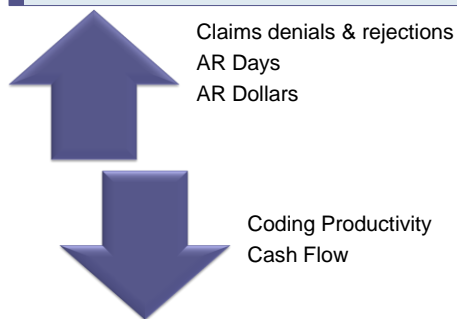 Claims denials & rejections
AR Days
AR Dollars
Coding Productivity
Cash Flow